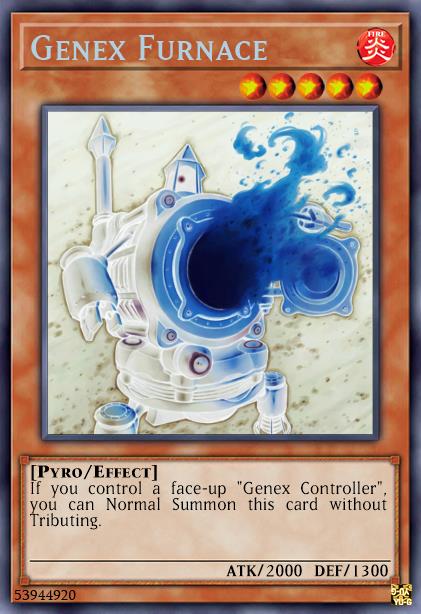 Genex Furnace
FIRE
炎
[Pyro/Effect]
If you control a face-up "Genex Controller",
you can Normal Summon this card without
Tributing.
ATK/2000 DEF/1300
53944920